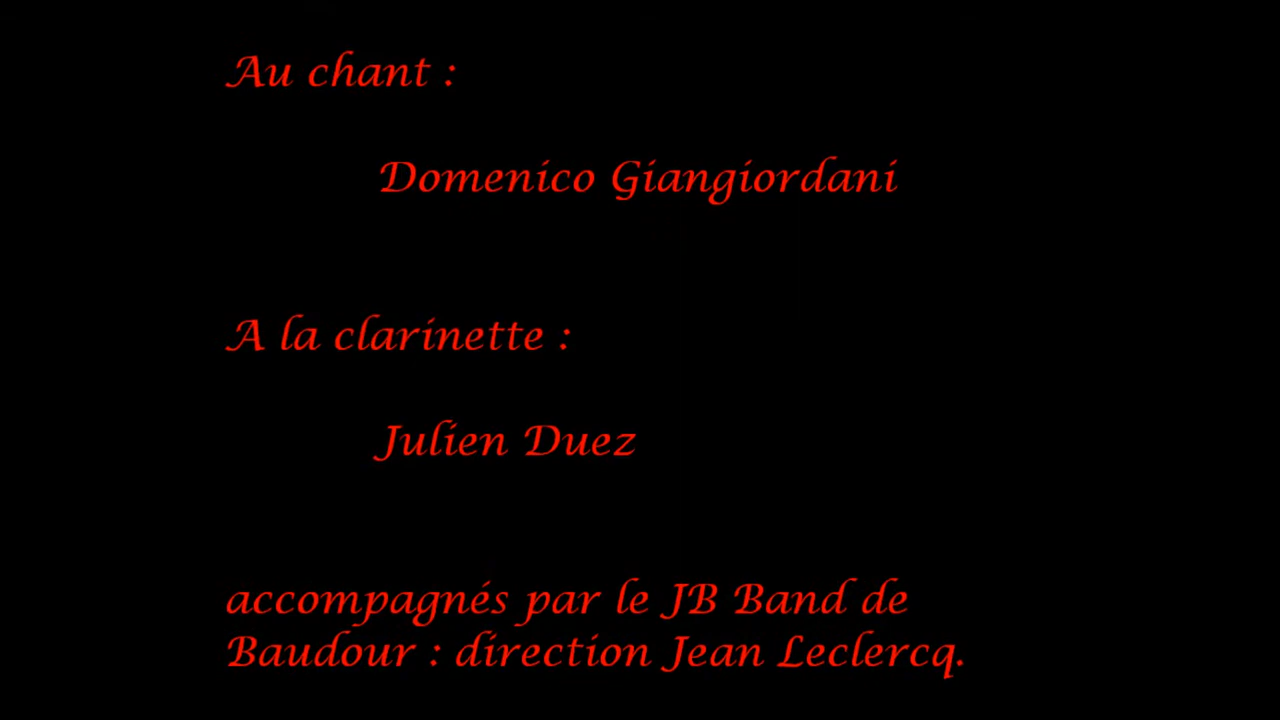 Au chant :
Domenico Giangiordani
A la clarinette :
Julien Duez
accompagnés par le JB Band de
Baudour : direction Jean Leclercq.